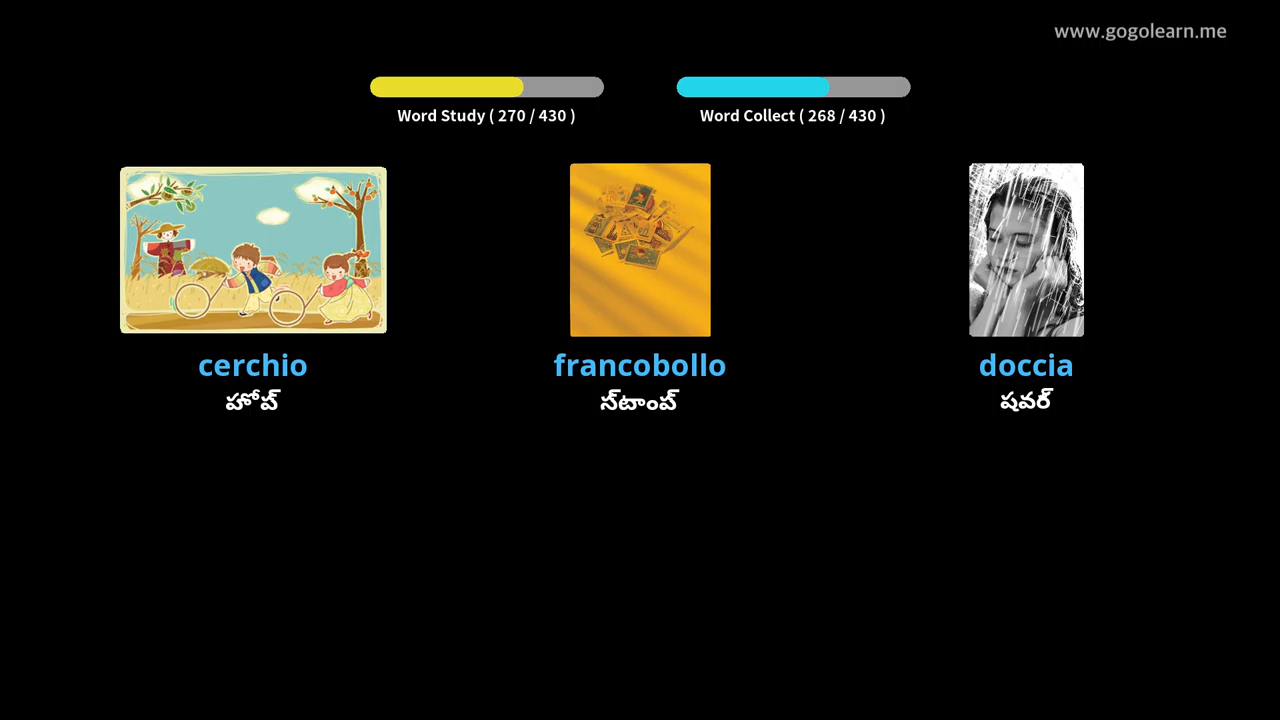 www.gogolearn.me
Word Study ( 270 / 430 )
Word Collect ( 268 / 430 )
cerchio
francobollo
doccia
హోప్
స్‌టాంప్
షవర్